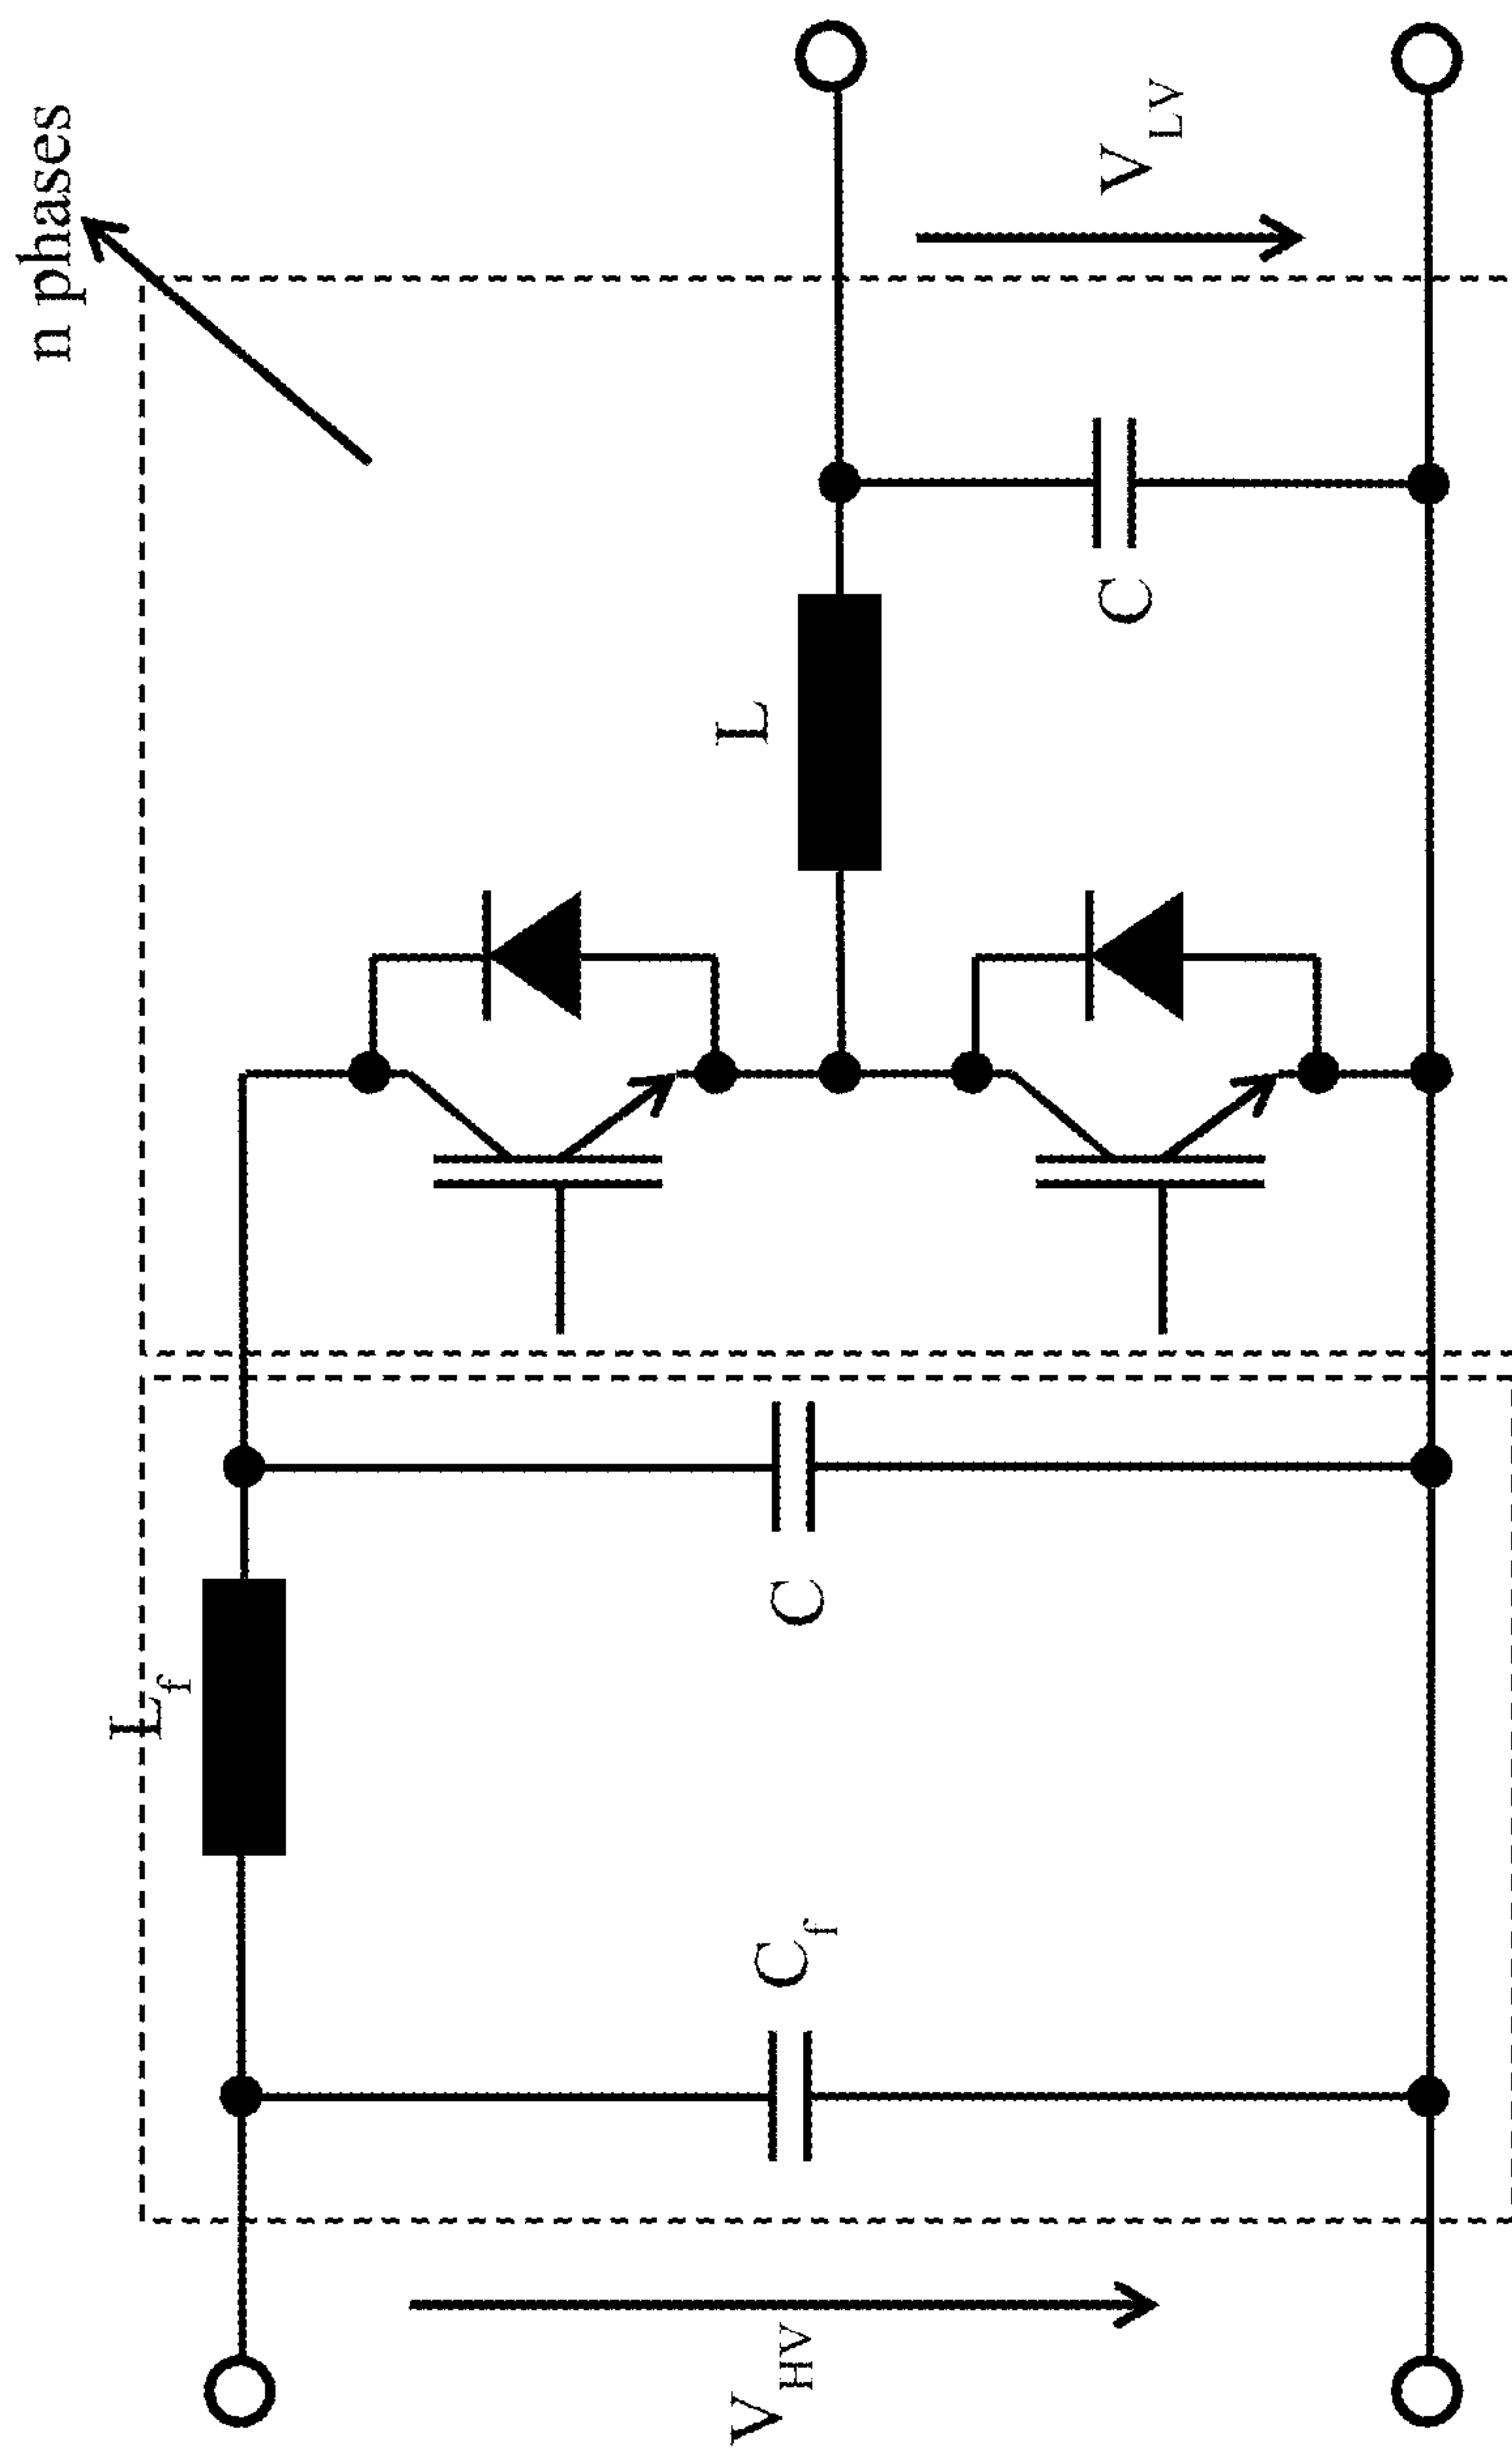 n phases
L_f
V_HV
C_f
C
L
C
V_LV